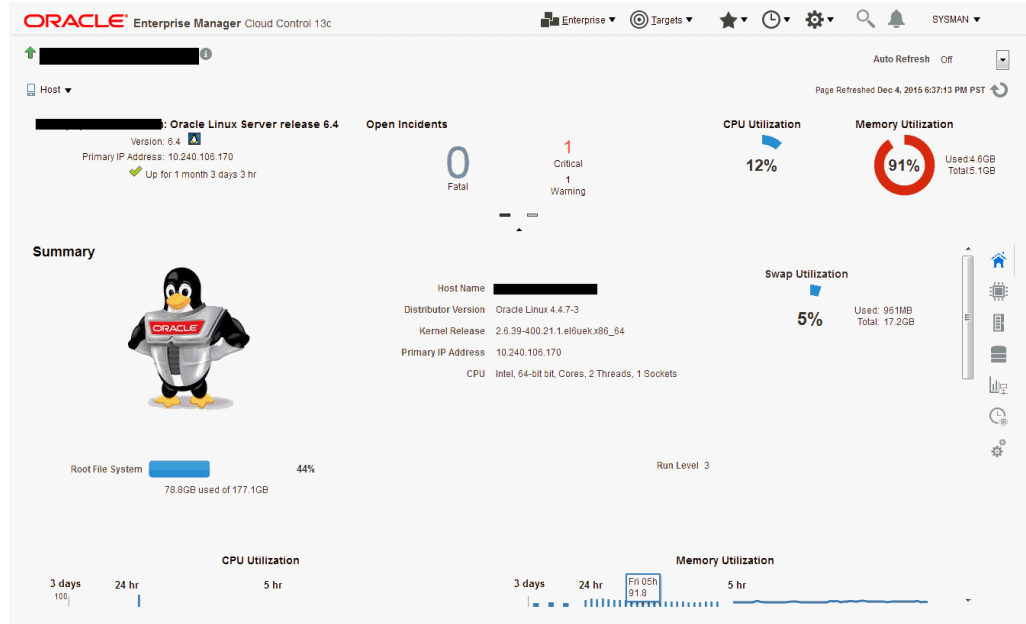 ORACLE Enterprise Manager Cloud Control 13c
Enterprise Targets SYSMAN
Auto Refresh Off
Host
Page Refreshed Dec 4, 2015 6:37:13 PM PST
: Oracle Linux Server release 6.4
Version: 6.4
Primary IP Address: 10.240.106.170
Up for 1 month 3 days 3 hr
Open Incidents
0
Fatal
1
Critical
1
Warning
CPU Utilization
12%
Memory Utilization
91%
Used:4.6GB
Total:5.1GB
Summary
ORACLE
Host Name
Distributor Version Oracle Linux 4.4.7-3
Kernel Release 2.6.39-400.21.1.el6uek.x86_64
Primary IP Address 10.240.106.170
CPU Intel, 64-bit bit, Cores, 2 Threads, 1 Sockets
Swap Utilization
5%
Used: 961MB
Total: 17.2GB
Root File System 44%
78.8GB used of 177.1GB
Run Level 3
CPU Utilization
3 days 24 hr 5 hr
100
Memory Utilization
3 days 24 hr 5 hr
Fri 05h
91.8